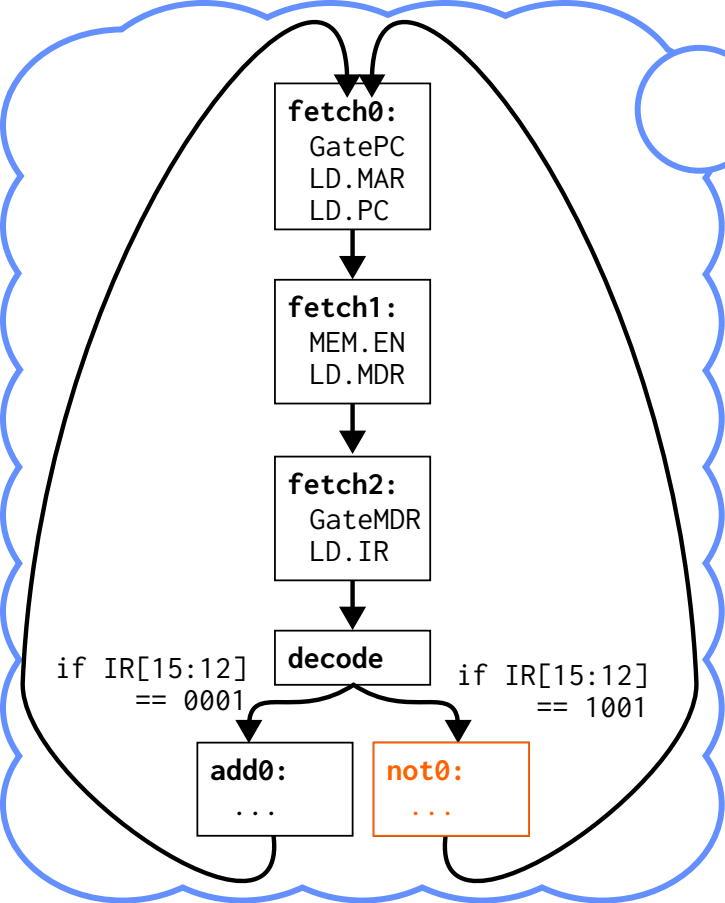 fetch0:
GatePC
LD.MAR
LD.PC
fetch1:
MEM.EN
LD.MDR
fetch2:
GateMDR
LD.IR
decode
if IR[15:12]
== 0001
if IR[15:12]
== 1001
add0:
...
not0:
...